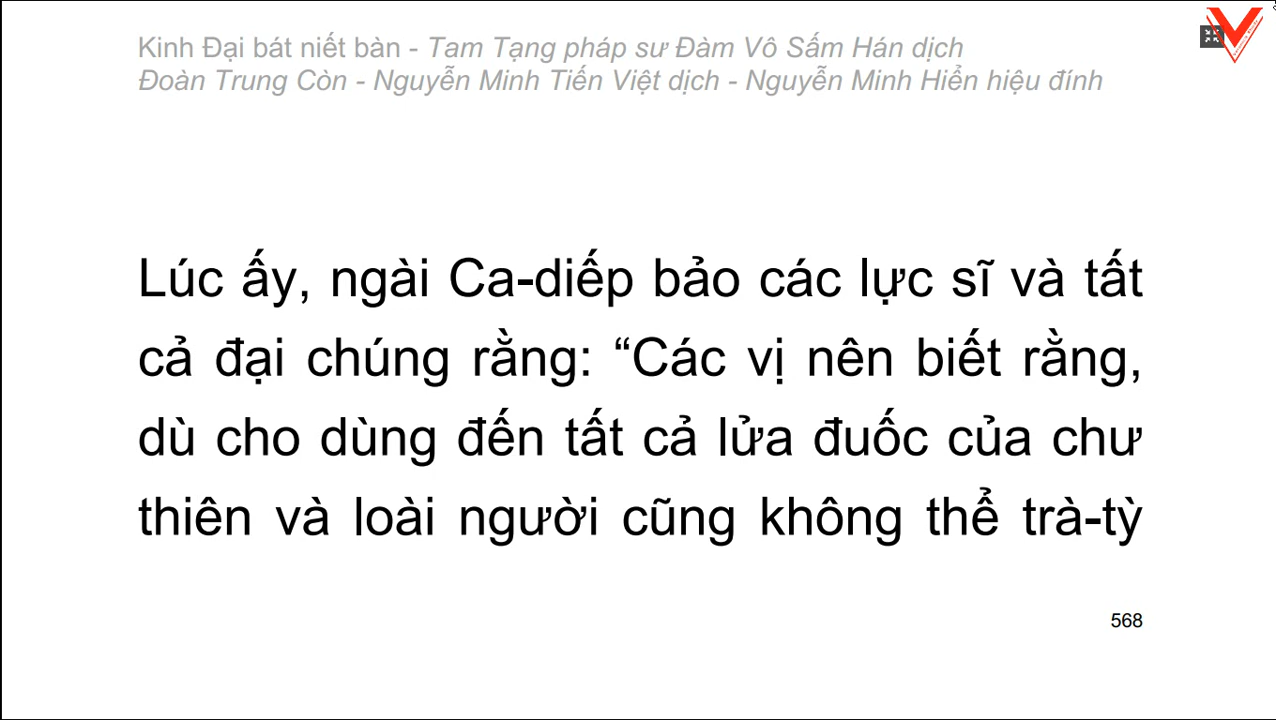 Kinh Đại bát niết bàn - Tam Tạng pháp sư Đàm Vô Sấm Hán dịch
Đoàn Trung Còn - Nguyễn Minh Tiến Việt dịch - Nguyễn Minh Hiển hiệu đính
Lúc ấy, ngài Ca-diếp bảo các lực sĩ và tất
cả đại chúng rằng: “Các vị nên biết rằng,
dù cho dùng đến tất cả lửa đuốc của chư
thiên và loài người cũng không thể trà-tỳ
568